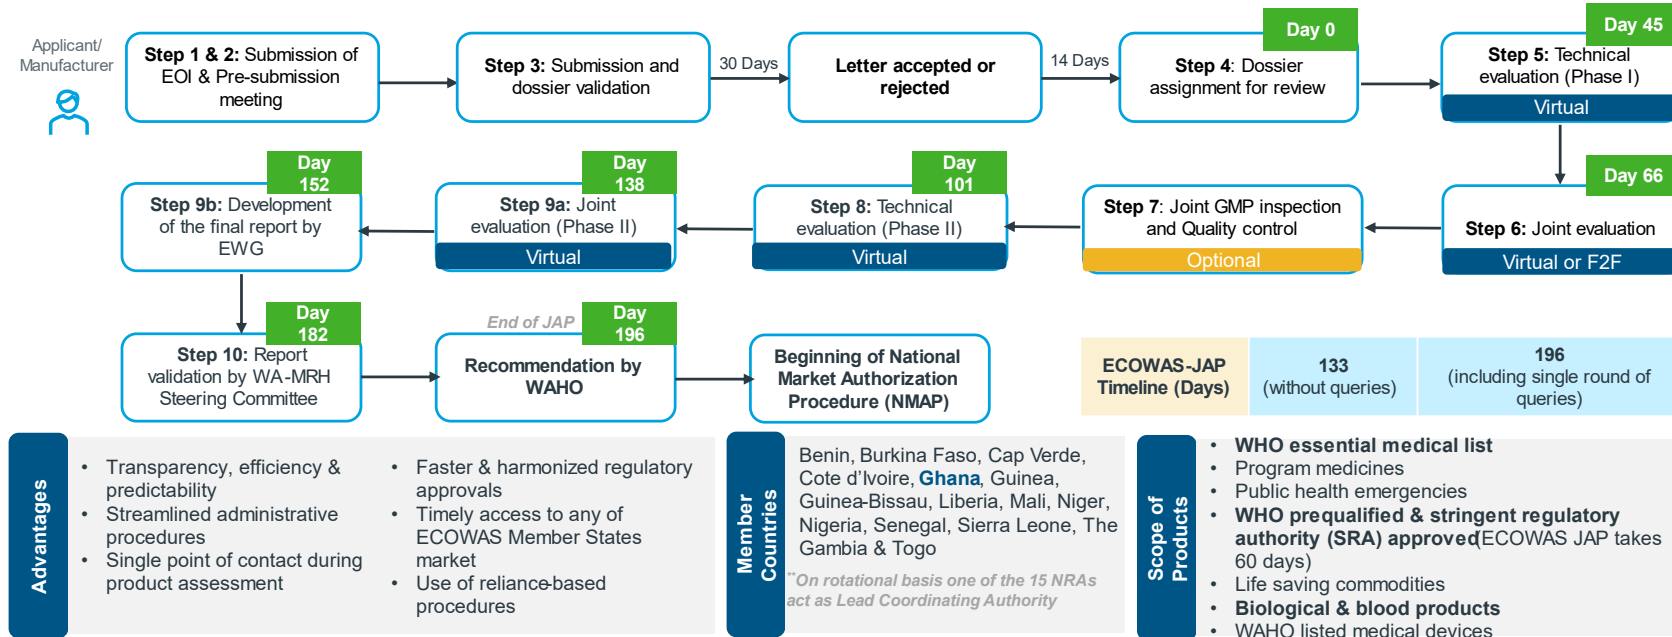 Applicant/
Manufacturer
Step 1 & 2: Submission of
EOI & Pre-submission
meeting
Step 3: Submission and
dossier validation
30 Days
Letter accepted or
rejected
14 Days
Day 0
Step 4: Dossier
assignment for review
Day 45
Step 5: Technical
evaluation (Phase I)
Virtual
Day
152
Step 9b: Development
of the final report by
EWG
Day
138
Step 9a: Joint
evaluation (Phase II)
Virtual
Day
101
Step 8: Technical
evaluation (Phase II)
Virtual
Step 7: Joint GMP inspection
and Quality control
Optional
Day 66
Step 6: Joint evaluation
Virtual or F2F
Day
182
Step 10: Report
validation by WA-MRH
Steering Committee
End of JAP
Day
196
Recommendation by
WAHO
Beginning of National
Market Authorization
Procedure (NMAP)
ECOWAS-JAP
Timeline (Days)
133
(without queries)
196
(including single round of
queries)
Advantages
• Transparency, efficiency &
predictability
• Streamlined administrative
procedures
• Single point of contact during
product assessment
• Faster & harmonized regulatory
approvals
• Timely access to any of
ECOWAS Member States
market
• Use of reliance-based
procedures
Member
Countries
Benin, Burkina Faso, Cap Verde,
Cote d'Ivoire, Ghana, Guinea,
Guinea-Bissau, Liberia, Mali, Niger,
Nigeria, Senegal, Sierra Leone, The
Gambia & Togo
**On rotational basis one of the 15 NRAs
act as Lead Coordinating Authority
Scope of
Products
• WHO essential medical list
• Program medicines
• Public health emergencies
• WHO prequalified & stringent regulatory
authority (SRA) approved(ECOWAS JAP takes
60 days)
• Life saving commodities
• Biological & blood products
• WAHO listed medical devices